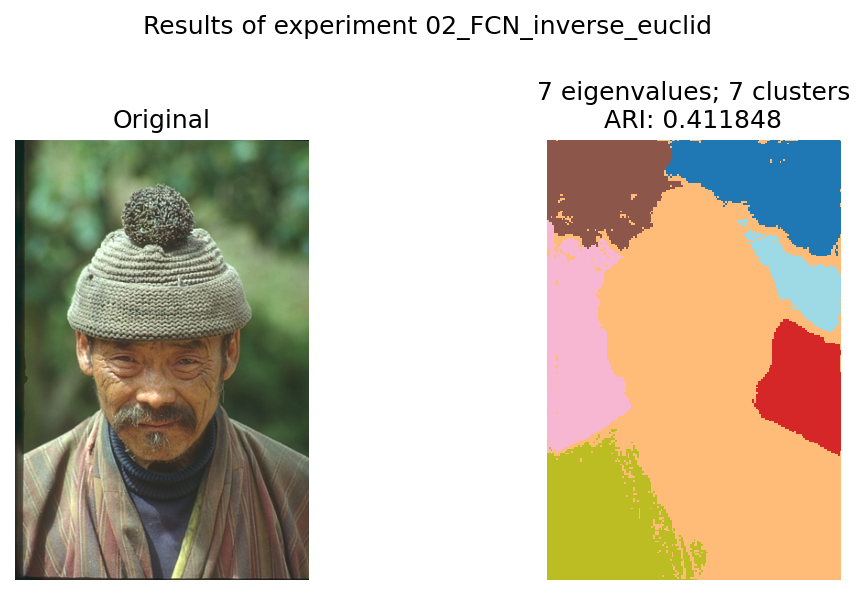 Results of experiment 02_FCN_inverse_euclid
Original
7 eigenvalues; 7 clusters
ARI: 0.411848